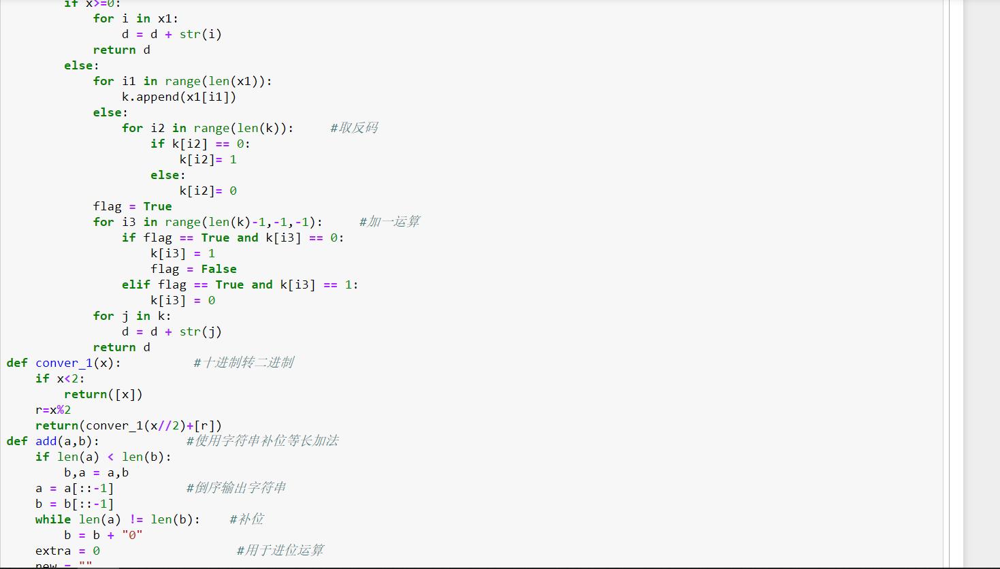 if x>=0:
            for i in x1:
                d = d + str(i)
            return d
        else:
            for i1 in range(len(x1)):
                k.append(x1[i1])
            else:
                for i2 in range(len(k)):     #取反码
                    if k[i2] == 0:
                        k[i2]= 1
                    else:
                        k[i2]= 0
            flag = True
            for i3 in range(len(k)-1,-1,-1):     #加一运算
                if flag == True and k[i3] == 0:
                    k[i3] = 1
                    flag = False
                elif flag == True and k[i3] == 1:
                    k[i3] = 0
            for j in k:
                d = d + str(j)
            return d
def conver_1(x):          #十进制转二进制
    if x<2:
        return([x])
    r=x%2
    return(conver_1(x//2)+[r])
def add(a,b):            #使用字符串补位等长加法
    if len(a) < len(b):
        b,a = a,b
    a = a[::-1]          #倒序输出字符串
    b = b[::-1]
    while len(a) != len(b):    #补位
        b = b + "0"
    extra = 0                   #用于进位运算
    new = ""